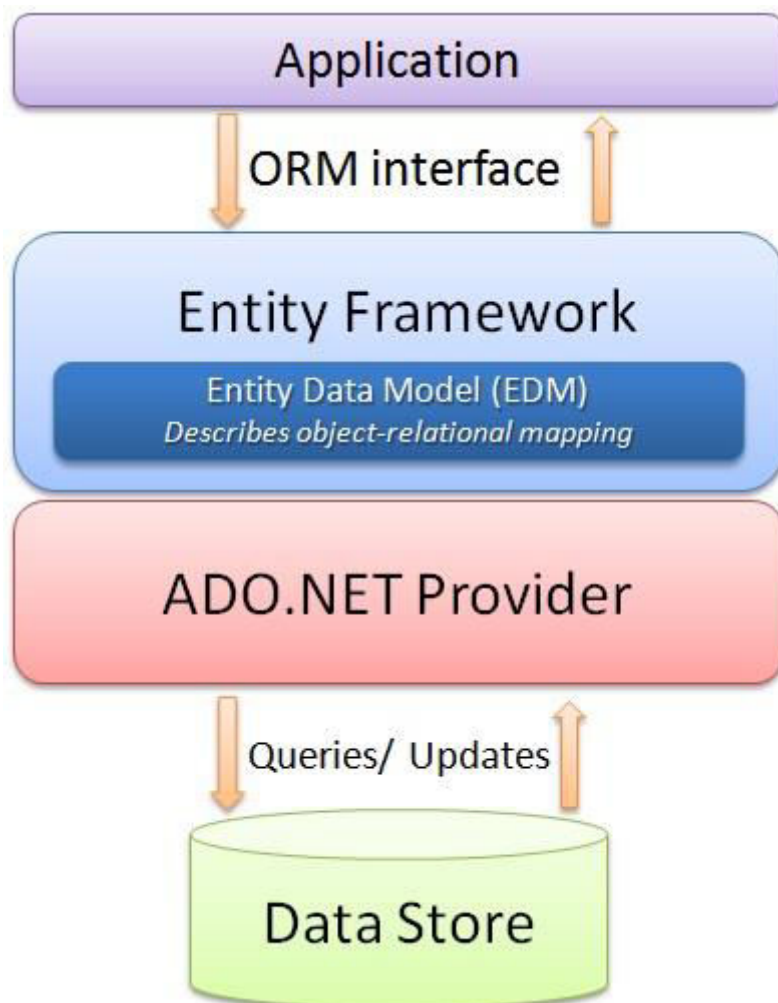 Application
ORM interface
Entity Framework
Entity Data Model (EDM)
Describes object-relational mapping
ADO.NET Provider
Queries/ Updates
Data Store